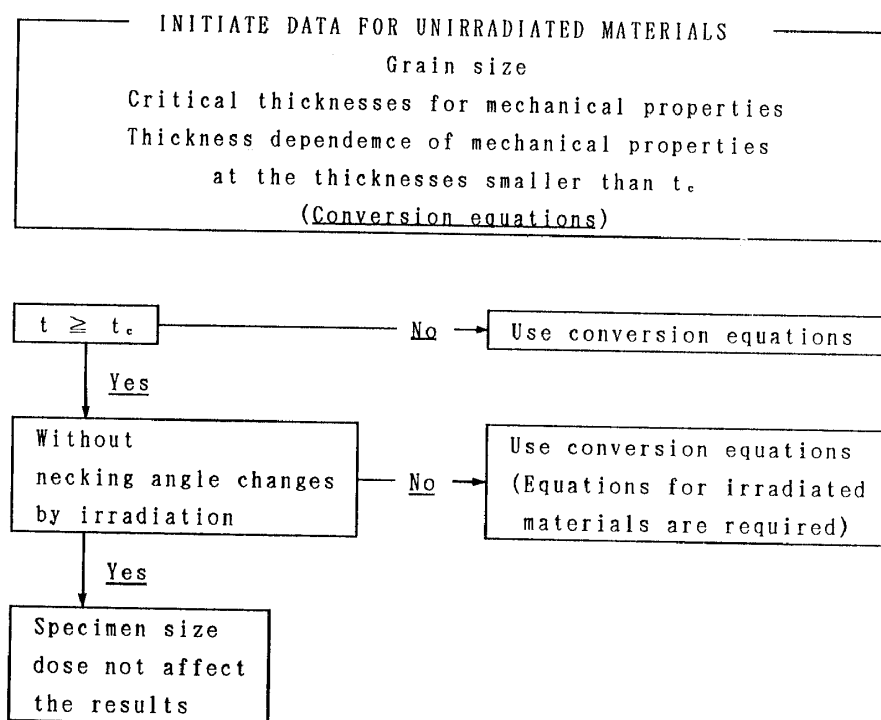 INITIATE DATA FOR UNIRRADIATED MATERIALS
Grain size
Critical thicknesses for mechanical properties
Thickness dependemce of mechanical properties
at the thicknesses smaller than t c
(Conversion equations)
t ≧ t c
No
Use conversion equations
Yes
Without
necking angle changes
by irradiation
No
Use conversion equations
(Equations for irradiated
materials are required)
Yes
Specimen size
dose not affect
the results